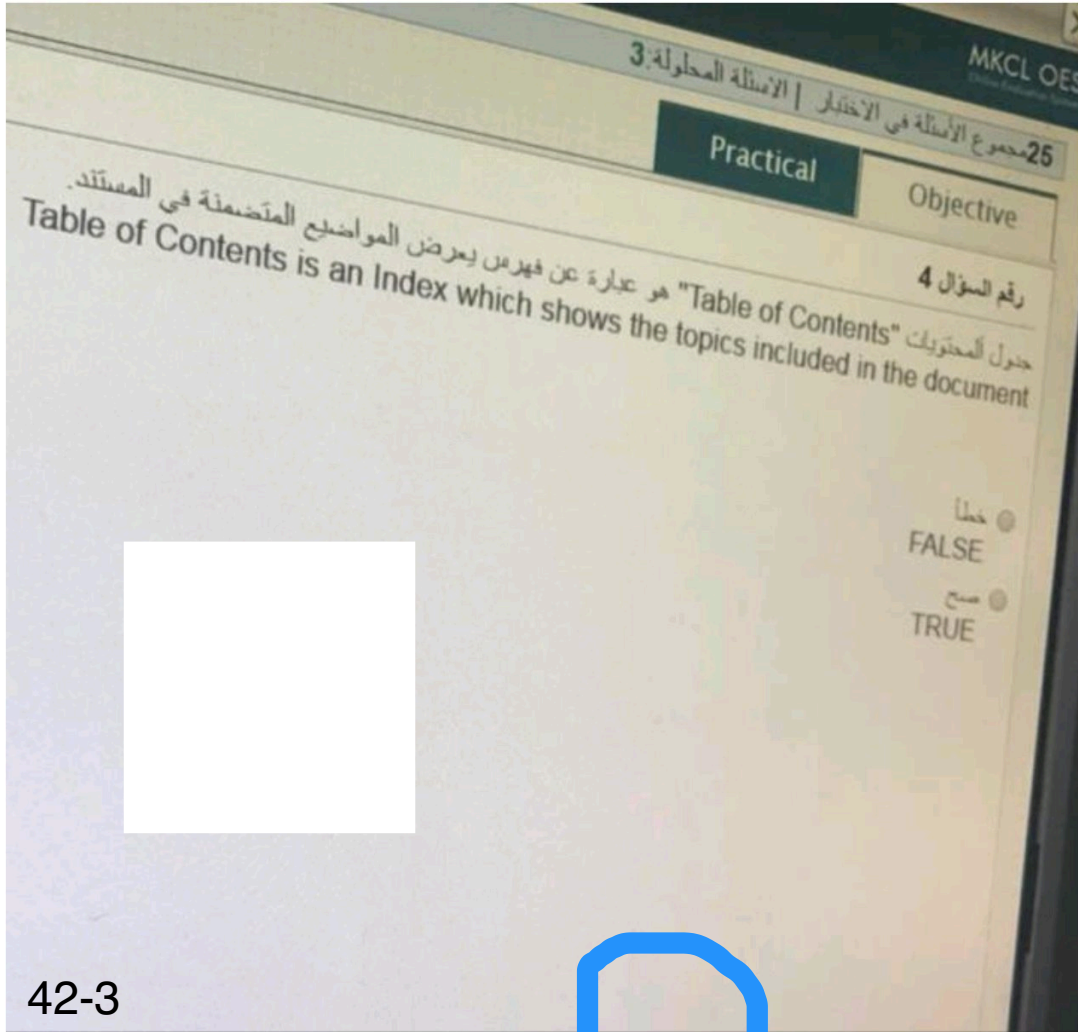 MKCL OES
25مجموع الأسئلة في الاختبار | الاسئلة المحلولة:3
Objective
Practical
رقم السؤال 4
جدول ألمحتويات "Table of Contents" هو عبارة عن فهرس يعرض المواضيع المتضمنة في المستند.
Table of Contents is an Index which shows the topics included in the document
خطأ
FALSE
صح
TRUE
42-3